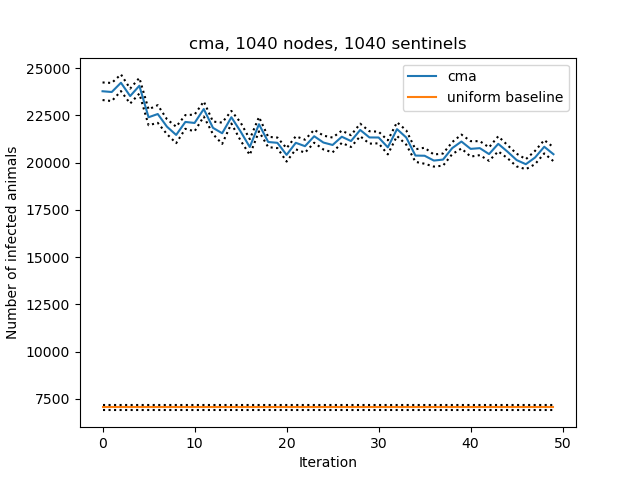 cma, 1040 nodes, 1040 sentinels
cma
uniform baseline
Number of infected animals
25000
22500
20000
17500
15000
12500
10000
7500
0
10
20
30
40
50
Iteration